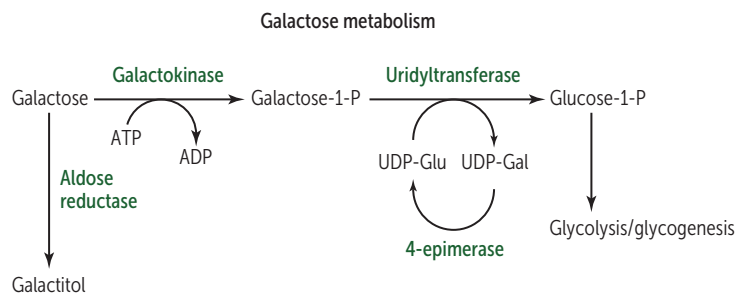 Galactose metabolism
Galactokinase
Uridyltransferase
Galactose
Galactose-1-P
Glucose-1-P
ATP
ADP
UDP-Glu
UDP-Gal
Aldose
reductase
4-epimerase
Glycolysis/glycogenesis
Galactitol